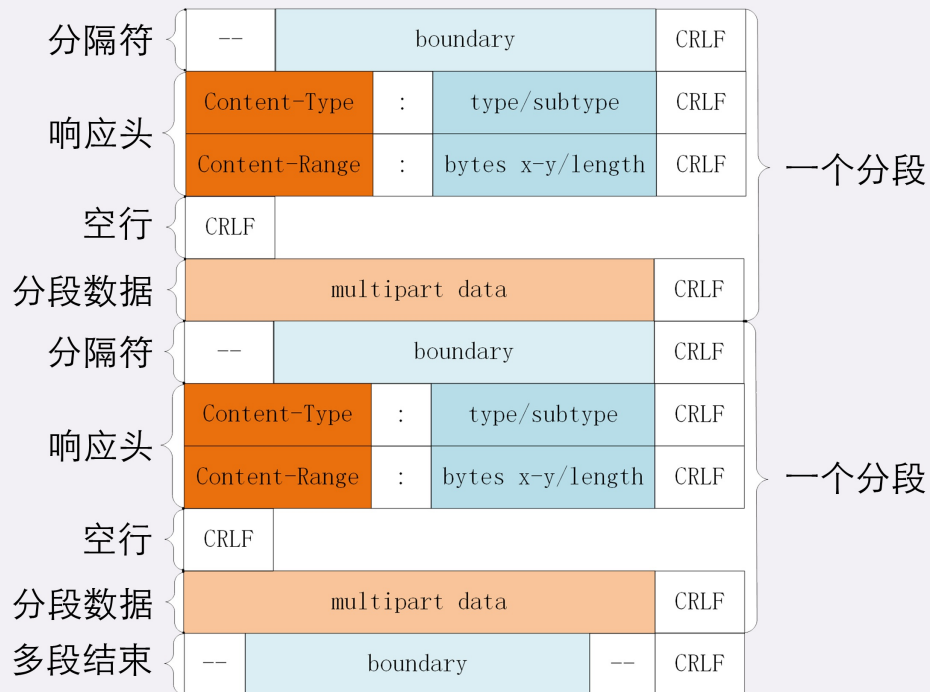 分隔符 -- boundary CRLF
响应头 Content-Type : type/subtype CRLF
Content-Range : bytes x-y/length CRLF
一个分段
空行 CRLF
分段数据 multipart data CRLF
分隔符 -- boundary CRLF
响应头 Content-Type : type/subtype CRLF
Content-Range : bytes x-y/length CRLF
一个分段
空行 CRLF
分段数据 multipart data CRLF
多段结束 -- boundary -- CRLF